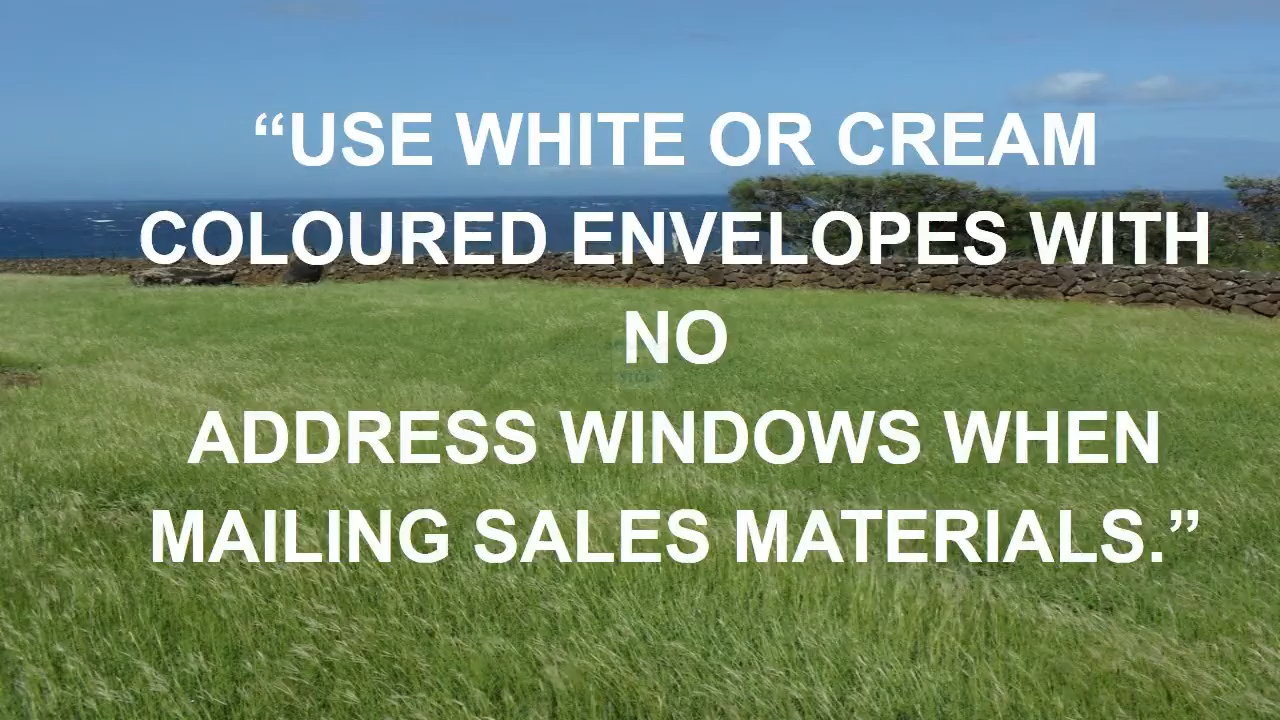 “USE WHITE OR CREAM
COLOURED ENVELOPES WITH
NO
ADDRESS WINDOWS WHEN
MAILING SALES MATERIALS.”